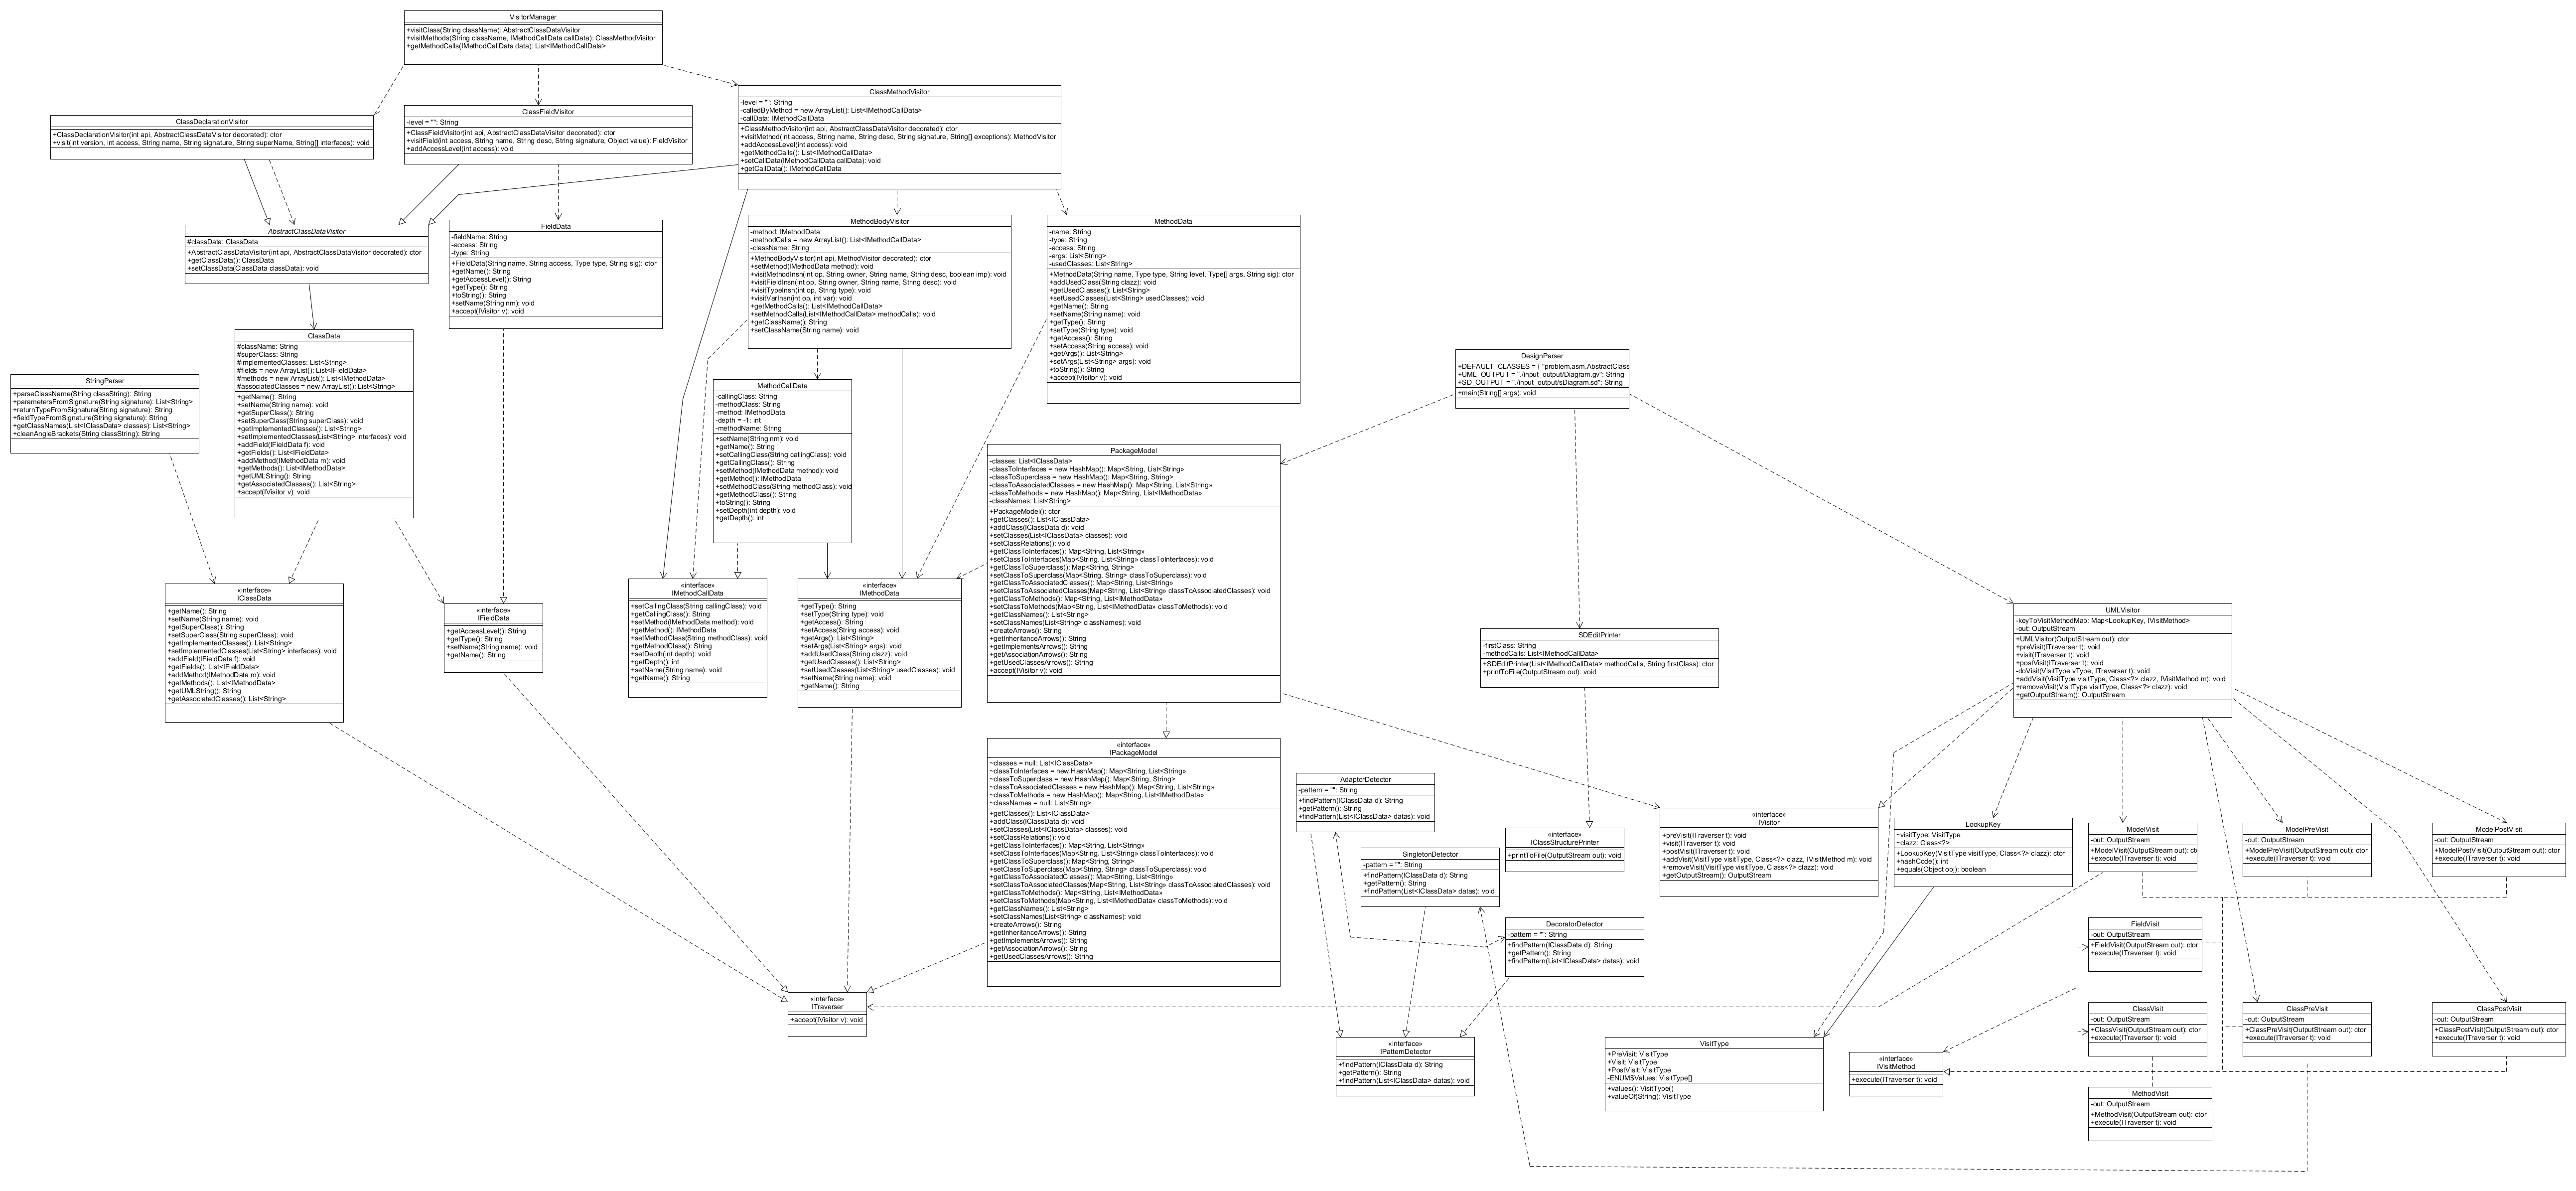 VisitorManager
+visitClass(String className): AbstractClassDataVisitor
+visitMethods(String className, IMethodCallData callData): ClassMethodVisitor
+getMethodCalls(IMethodCallData data): List<IMethodCallData>
ClassDeclarationVisitor
+ClassDeclarationVisitor(int api, AbstractClassDataVisitor decorated): ctor
+visit(int version, int access, String name, String signature, String superName, String[] interfaces): void
ClassFieldVisitor
-level = "": String
+ClassFieldVisitor(int api, AbstractClassDataVisitor decorated): ctor
+visitField(int access, String name, String desc, String signature, Object value): FieldVisitor
+addAccessLevel(int access): void
ClassMethodVisitor
-level = "": String
-calledByMethod = new ArrayList(): List<IMethodCallData>
-callData: IMethodCallData
+ClassMethodVisitor(int api, AbstractClassDataVisitor decorated): ctor
+visitMethod(int access, String name, String desc, String signature, String[] exceptions): MethodVisitor
+addAccessLevel(int access): void
+getMethodCalls(): List<IMethodCallData>
+setCallData(IMethodCallData callData): void
+getCallData(): IMethodCallData
AbstractClassDataVisitor
#classData: ClassData
+AbstractClassDataVisitor(int api, AbstractClassDataVisitor decorated): ctor
+getClassData(): ClassData
+setClassData(ClassData classData): void
FieldData
-fieldName: String
-access: String
-type: String
+FieldData(String name, String access, Type type, String sig): ctor
+getName(): String
+getAccessLevel(): String
+getType(): String
+toString(): String
+setName(String nm): void
+accept(IVisitor v): void
MethodBodyVisitor
-method: IMethodData
-methodCalls = new ArrayList(): List<IMethodCallData>
-className: String
+MethodBodyVisitor(int api, MethodVisitor decorated): ctor
+setMethod(IMethodData method): void
+visitMethodInsn(int op, String owner, String name, String desc, boolean imp): void
+visitFieldInsn(int op, String owner, String name, String desc): void
+visitTypeInsn(int op, String type): void
+visitVarInsn(int op, int var): void
+getMethodCalls(): List<IMethodCallData>
+setMethodCalls(List<IMethodCallData> methodCalls): void
+getClassName(): String
+setClassName(String name): void
MethodData
-name: String
-type: String
-access: String
-args: List<String>
-usedClasses: List<String>
+MethodData(String name, Type type, String level, Type[] args, String sig): ctor
+addUsedClass(String clazz): void
+getUsedClasses(): List<String>
+setUsedClasses(List<String> usedClasses): void
+getName(): String
+setName(String name): void
+getType(): String
+setType(String type): void
+getAccess(): String
+setAccess(String access): void
+getArgs(): List<String>
+setArgs(List<String> args): void
+toString(): String
+accept(IVisitor v): void
ClassData
#className: String
#superClass: String
#implementedClasses: List<String>
#fields = new ArrayList(): List<IFieldData>
#methods = new ArrayList(): List<IMethodData>
#associatedClasses = new ArrayList(): List<String>
+getName(): String
+setName(String name): void
+getSuperClass(): String
+setSuperClass(String superClass): void
+getImplementedClasses(): List<String>
+setImplementedClasses(List<String> interfaces): void
+addField(IFieldData f): void
+getFields(): List<IFieldData>
+addMethod(IMethodData m): void
+getMethods(): List<IMethodData>
+getUMLString(): String
+getAssociatedClasses(): List<String>
+accept(IVisitor v): void
StringParser
+parseClassName(String classString): String
+parametersFromSignature(String signature): List<String>
+returnTypeFromSignature(String signature): String
+fieldTypeFromSignature(String signature): String
+getClassNames(List<IClassData> classes): List<String>
+cleanAngleBrackets(String classString): String
MethodCallData
-callingClass: String
-methodClass: String
-method: IMethodData
-depth = -1: int
-methodName: String
+setName(String nm): void
+getName(): String
+setCallingClass(String callingClass): void
+getCallingClass(): String
+setMethod(IMethodData method): void
+getMethod(): IMethodData
+setMethodClass(String methodClass): void
+getMethodClass(): String
+toString(): String
+setDepth(int depth): void
+getDepth(): int
DesignParser
+DEFAULT_CLASSES = { "problem.asm.AbstractClass
+UML_OUTPUT = "./input_output/Diagram.gv": String
+SD_OUTPUT = "./input_output/sDiagram.sd": String
+main(String[] args): void
PackageModel
-classes: List<IClassData>
-classToInterfaces = new HashMap(): Map<String, List<String»
-classToSuperclass = new HashMap(): Map<String, String>
-classToAssociatedClasses = new HashMap(): Map<String, List<String»
-classToMethods = new HashMap(): Map<String, List<IMethodData»
-classNames: List<String>
+PackageModel(): ctor
+getClasses(): List<IClassData>
+addClass(IClassData d): void
+setClasses(List<IClassData> classes): void
+setClassRelations(): void
+getClassToInterfaces(): Map<String, List<String»
+setClassToInterfaces(Map<String, List<String» classToInterfaces): void
+getClassToSuperclass(): Map<String, String>
+setClassToSuperclass(Map<String, String> classToSuperclass): void
+getClassToAssociatedClasses(): Map<String, List<String»
+setClassToAssociatedClasses(Map<String, List<String» classToAssociatedClasses): void
+getClassToMethods(): Map<String, List<IMethodData»
+setClassToMethods(Map<String, List<IMethodData» classToMethods): void
+getClassNames(): List<String>
+setClassNames(List<String> classNames): void
+createArrows(): String
+getInheritanceArrows(): String
+getImplementsArrows(): String
+getAssociationArrows(): String
+getUsedClassesArrows(): String
+accept(IVisitor v): void
«interface»
IClassData
+getName(): String
+setName(String name): void
+getSuperClass(): String
+setSuperClass(String superClass): void
+getImplementedClasses(): List<String>
+setImplementedClasses(List<String> interfaces): void
+addField(IFieldData f): void
+getFields(): List<IFieldData>
+addMethod(IMethodData m): void
+getMethods(): List<IMethodData>
+getUMLString(): String
+getAssociatedClasses(): List<String>
«interface»
IFieldData
+getAccessLevel(): String
+getType(): String
+setName(String name): void
+getName(): String
«interface»
IMethodCallData
+setCallingClass(String callingClass): void
+getCallingClass(): String
+setMethod(IMethodData method): void
+getMethod(): IMethodData
+setMethodClass(String methodClass): void
+getMethodClass(): String
+setDepth(int depth): void
+getDepth(): int
+setName(String name): void
+getName(): String
«interface»
IMethodData
+getType(): String
+setType(String type): void
+getAccess(): String
+setAccess(String access): void
+getArgs(): List<String>
+setArgs(List<String> args): void
+addUsedClass(String clazz): void
+getUsedClasses(): List<String>
+setUsedClasses(List<String> usedClasses): void
+setName(String name): void
+getName(): String
SDEditPrinter
-firstClass: String
-methodCalls: List<IMethodCallData>
+SDEditPrinter(List<IMethodCallData> methodCalls, String firstClass): ctor
+printToFile(OutputStream out): void
UMLVisitor
-keyToVisitMethodMap: Map<LookupKey, IVisitMethod>
-out: OutputStream
+UMLVisitor(OutputStream out): ctor
+preVisit(ITraverser t): void
+visit(ITraverser t): void
+postVisit(ITraverser t): void
-doVisit(VisitType vType, ITraverser t): void
+addVisit(VisitType visitType, Class<?> clazz, IVisitMethod m): void
+removeVisit(VisitType visitType, Class<?> clazz): void
+getOutputStream(): OutputStream
«interface»
IPackageModel
~classes = null: List<IClassData>
~classToInterfaces = new HashMap(): Map<String, List<String»
~classToSuperclass = new HashMap(): Map<String, String>
~classToAssociatedClasses = new HashMap(): Map<String, List<String»
~classToMethods = new HashMap(): Map<String, List<IMethodData»
~classNames = null: List<String>
+getClasses(): List<IClassData>
+addClass(IClassData d): void
+setClasses(List<IClassData> classes): void
+setClassRelations(): void
+getClassToInterfaces(): Map<String, List<String»
+setClassToInterfaces(Map<String, List<String» classToInterfaces): void
+getClassToSuperclass(): Map<String, String>
+setClassToSuperclass(Map<String, String> classToSuperclass): void
+getClassToAssociatedClasses(): Map<String, List<String»
+setClassToAssociatedClasses(Map<String, List<String» classToAssociatedClasses): void
+getClassToMethods(): Map<String, List<IMethodData»
+setClassToMethods(Map<String, List<IMethodData» classToMethods): void
+getClassNames(): List<String>
+setClassNames(List<String> classNames): void
+createArrows(): String
+getInheritanceArrows(): String
+getImplementsArrows(): String
+getAssociationArrows(): String
+getUsedClassesArrows(): String
AdaptorDetector
-pattern = "": String
+findPattern(IClassData d): String
+getPattern(): String
+findPattern(List<IClassData> datas): void
SingletonDetector
-pattern = "": String
+findPattern(IClassData d): String
+getPattern(): String
+findPattern(List<IClassData> datas): void
«interface»
IClassStructurePrinter
+printToFile(OutputStream out): void
«interface»
IVisitor
+preVisit(ITraverser t): void
+visit(ITraverser t): void
+postVisit(ITraverser t): void
+addVisit(VisitType visitType, Class<?> clazz, IVisitMethod m): void
+removeVisit(VisitType visitType, Class<?> clazz): void
+getOutputStream(): OutputStream
LookupKey
~visitType: VisitType
~clazz: Class<?>
+LookupKey(VisitType visitType, Class<?> clazz): ctor
+hashCode(): int
+equals(Object obj): boolean
ModelVisit
-out: OutputStream
+ModelVisit(OutputStream out): ct
+execute(ITraverser t): void
ModelPreVisit
-out: OutputStream
+ModelPreVisit(OutputStream out): ctor
+execute(ITraverser t): void
ModelPostVisit
-out: OutputStream
+ModelPostVisit(OutputStream out): ctor
+execute(ITraverser t): void
DecoratorDetector
-pattern = "": String
+findPattern(IClassData d): String
+getPattern(): String
+findPattern(List<IClassData> datas): void
FieldVisit
-out: OutputStream
+FieldVisit(OutputStream out): ctor
+execute(ITraverser t): void
«interface»
ITraverser
+accept(IVisitor v): void
ClassVisit
-out: OutputStream
+ClassVisit(OutputStream out): ctor
+execute(ITraverser t): void
ClassPreVisit
-out: OutputStream
+ClassPreVisit(OutputStream out): ctor
+execute(ITraverser t): void
ClassPostVisit
-out: OutputStream
+ClassPostVisit(OutputStream out): ctor
+execute(ITraverser t): void
«interface»
IPatternDetector
+findPattern(IClassData d): String
+getPattern(): String
+findPattern(List<IClassData> datas): void
VisitType
+PreVisit: VisitType
+Visit: VisitType
+PostVisit: VisitType
-ENUM$Values: VisitType[]
+values(): VisitType()
+valueOf(String): VisitType
«interface»
IVisitMethod
+execute(ITraverser t): void
MethodVisit
-out: OutputStream
+MethodVisit(OutputStream out): ctor
+execute(ITraverser t): void